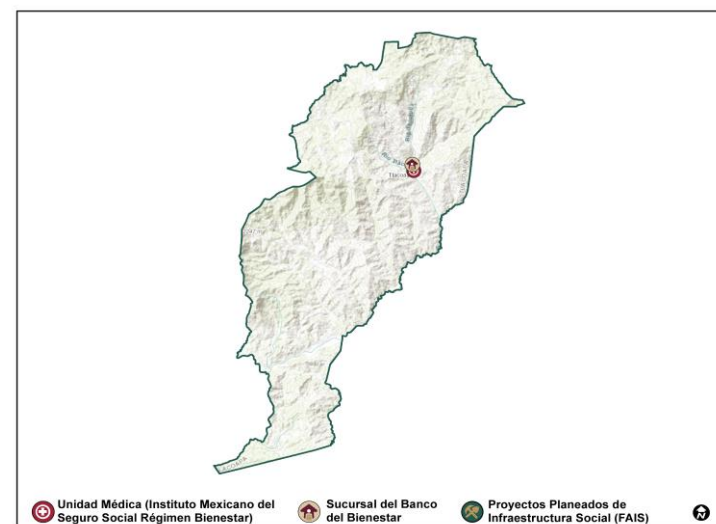 Unidad Médica (Instituto Mexicano del
Seguro Social Régimen Bienestar)
Sucursal del Banco
del Bienestar
Proyectos Planeados de
Infraestructura Social (FAIS)